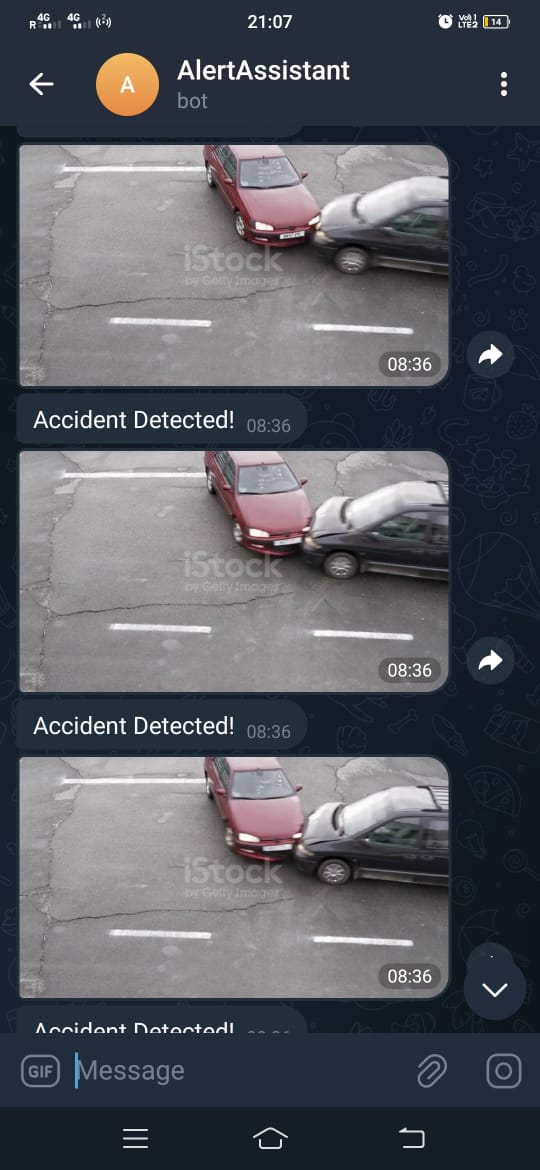 R 4G 4G
21:07
Vo) 1
LTE2
14
A
AlertAssistant
bot
iStock
by Getty Images
08:36
Accident Detected! 08:36
iStock
by Getty Images
08:36
Accident Detected! 08:36
iStock
by Getty Images
08:36
Accident Detected!
GIF
Message